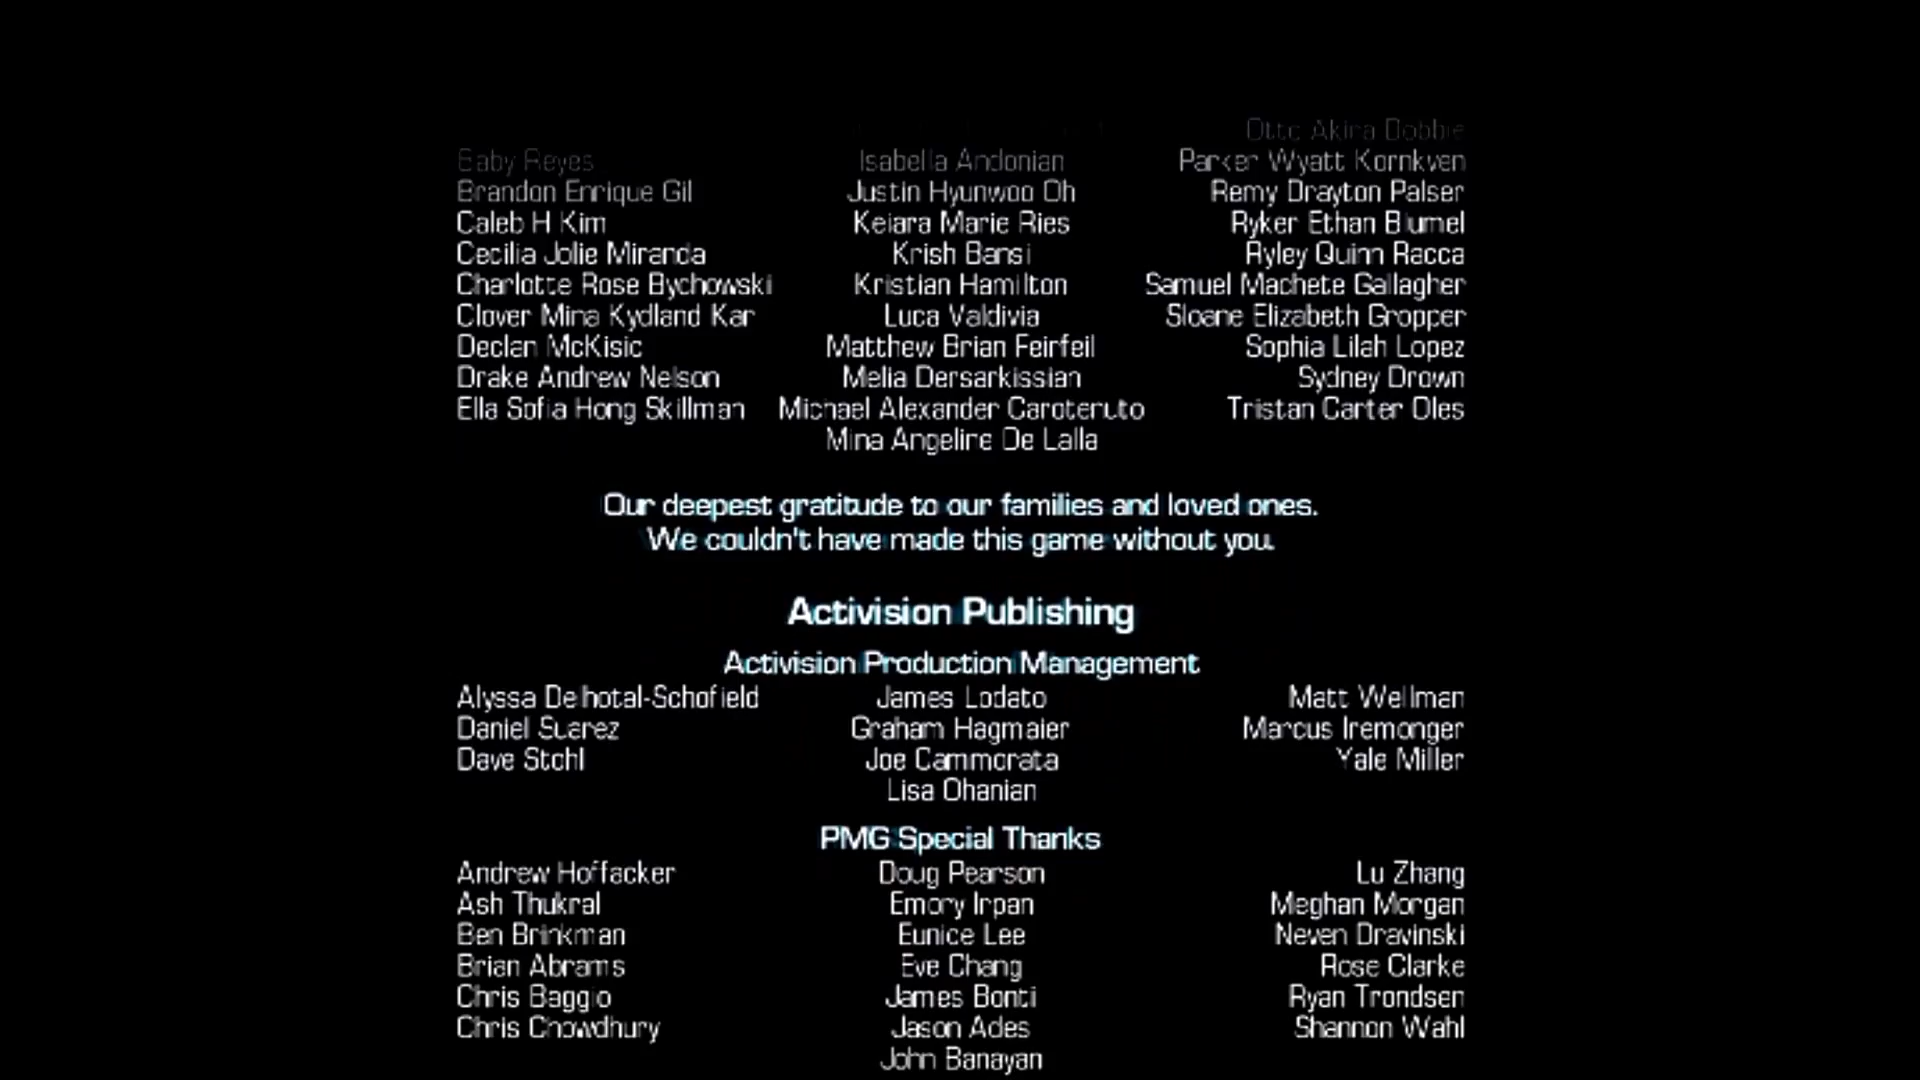 Otto Akira Dobbie
Baby Reyes Isabella Andonian Parker Wyatt Kornkven
Brandon Enrique Gil Justin Hyunwoo Oh Remy Drayton Palser
Caleb H Kim Keiara Marie Ries Ryker Ethan Blumel
Cecilia Jolie Miranda Krish Bansi Ryley Quinn Racca
Charlotte Rose Bychowski Kristian Hamilton Samuel Machete Gallagher
Clover Mina Kydland Kar Luca Valdivia Sloane Elizabeth Gropper
Declan McKisic Matthew Brian Feirfeil Sophia Lilah Lopez
Drake Andrew Nelson Melia Dersarkissian Sydney Drown
Ella Sofia Hong Skillman Michael Alexander Caroteruto Tristan Carter Oles
Mina Angeline De Lalla
Our deepest gratitude to our families and loved ones.
We couldn't have made this game without you.
Activision Publishing
Activision Production Management
Alyssa Delhotal-Schofield James Lodato Matt Wellman
Daniel Suarez Graham Hagmaier Marcus Iremonger
Dave Stohl Joe Cammorata Yale Miller
Lisa Ohanian
PMG Special Thanks
Andrew Hoffacker Doug Pearson Lu Zhang
Ash Thukral Emory Irpan Meghan Morgan
Ben Brinkman Eunice Lee Neven Dravinski
Brian Abrams Eve Chang Rose Clarke
Chris Baggio James Bonti Ryan Trondsen
Chris Chowdhury Jason Ades Shannon Wahl
John Banayan